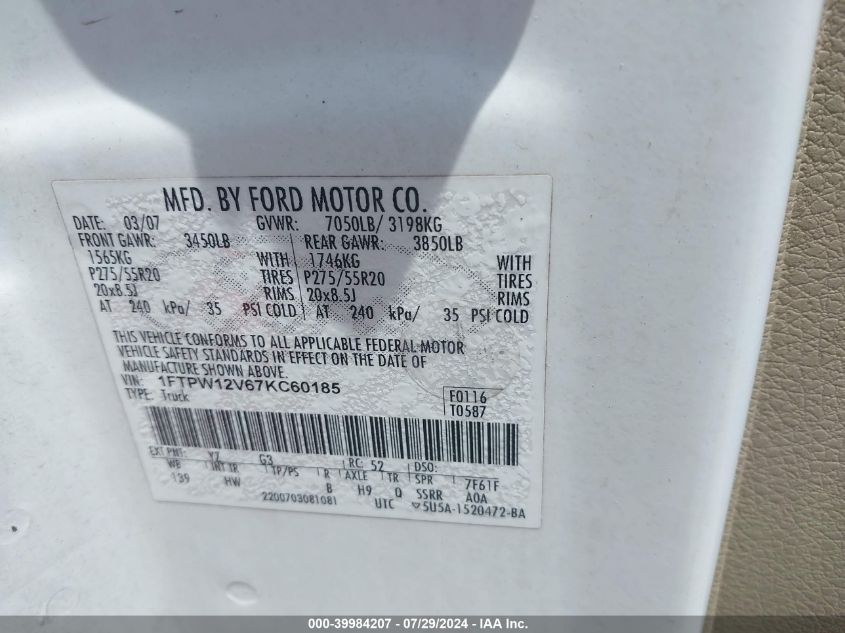 MFD. BY FORD MOTOR CO.
DATE: 03/07 GVWR: 7050LB/ 3198KG
FRONT GAWR: 3450LB REAR GAWR: 3850LB
1565KG WITH 1746KG WITH
P275/55R20 TIRES P275/55R20 TIRES
20x8.5J RIMS 20x8.5J RIMS
AT 240 kPa/ 35 PSI COLD AT 240 kPa/ 35 PSI COLD
THIS VEHICLE CONFORMS TO ALL APPLICABLE FEDERAL MOTOR
VEHICLE SAFETY STANDARDS IN EFFECT ON THE DATE OF
MANUFACTURE SHOWN ABOVE.
VIN: 1FTPW12V67KC60185 F0116
TYPE: Truck T0587
EXT PNT: YZ G3 RC: 52 DSO:
WB INT TR TP/PS R AXLE TR SPR 7F61F
139 HW B H9 Q SSRR A0A
2200703081081 UTC 5U5A-1520472-BA
000-39984207 - 07/29/2024 - IAA Inc.